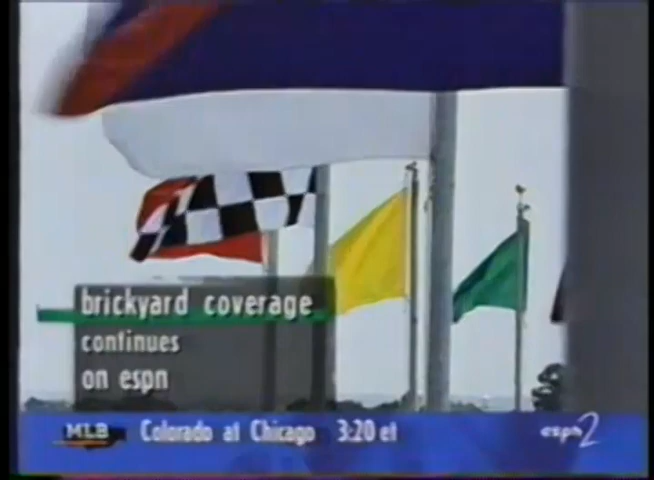 brickyard coverage
continues
on espn
MLB Colorado at Chicago 3:20 et espn2